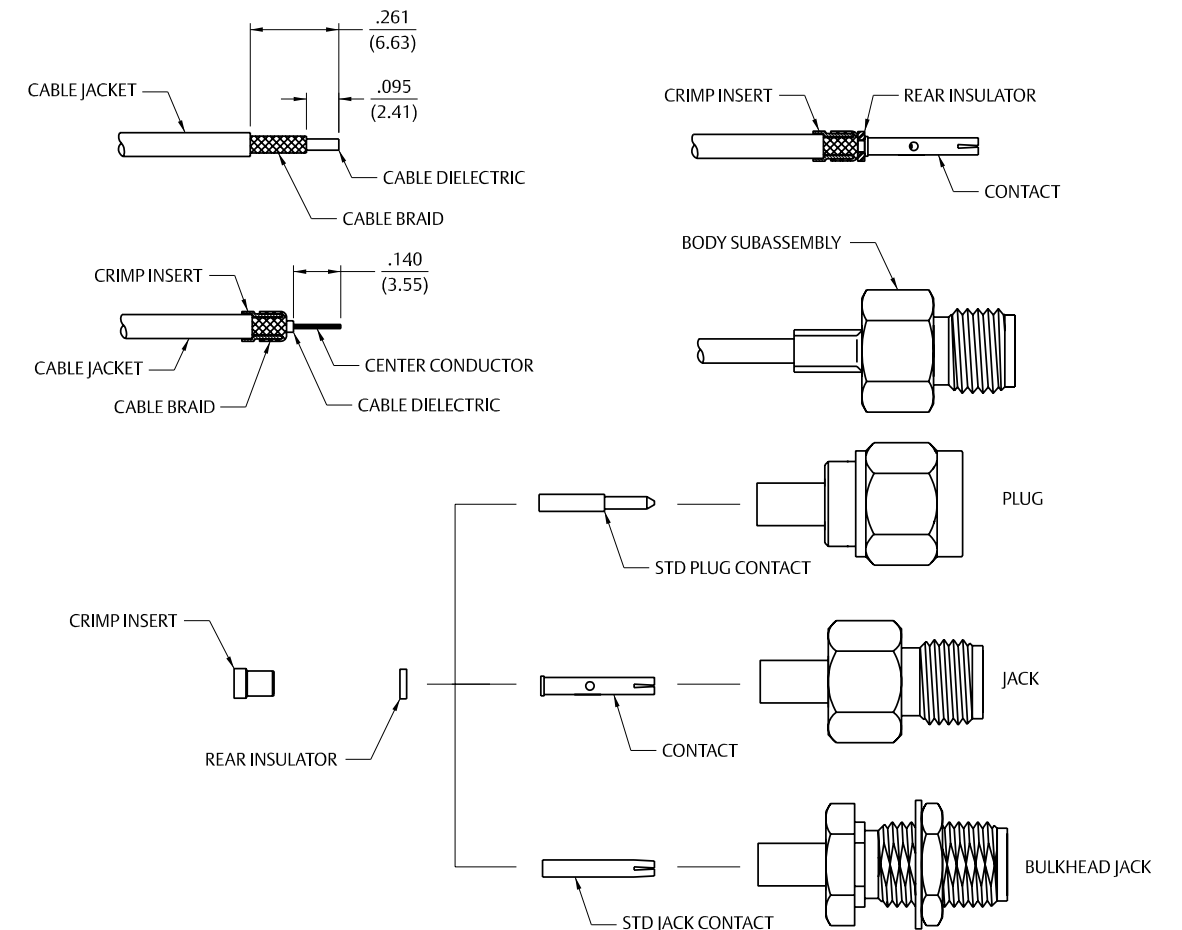 .261
(6.63)
CABLE JACKET
.095
(2.41)
CABLE DIELECTRIC
CABLE BRAID
CRIMP INSERT
REAR INSULATOR
CONTACT
.140
(3.55)
CRIMP INSERT
CENTER CONDUCTOR
CABLE JACKET
CABLE BRAID
CABLE DIELECTRIC
BODY SUBASSEMBLY
PLUG
STD PLUG CONTACT
CRIMP INSERT
JACK
REAR INSULATOR
CONTACT
BULKHEAD JACK
STD JACK CONTACT